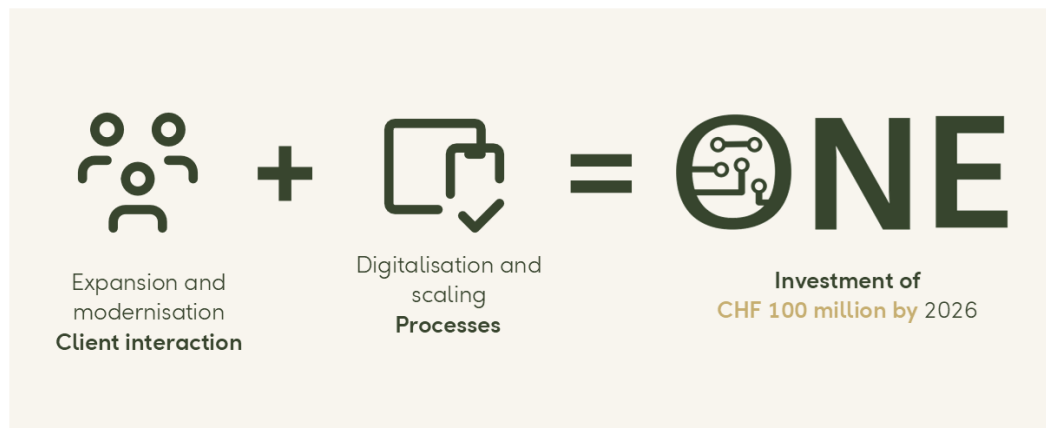 Expansion and
modernisation
Client interaction
+
Digitalisation and
scaling
Processes
=
ONE
Investment of
CHF 100 million by 2026